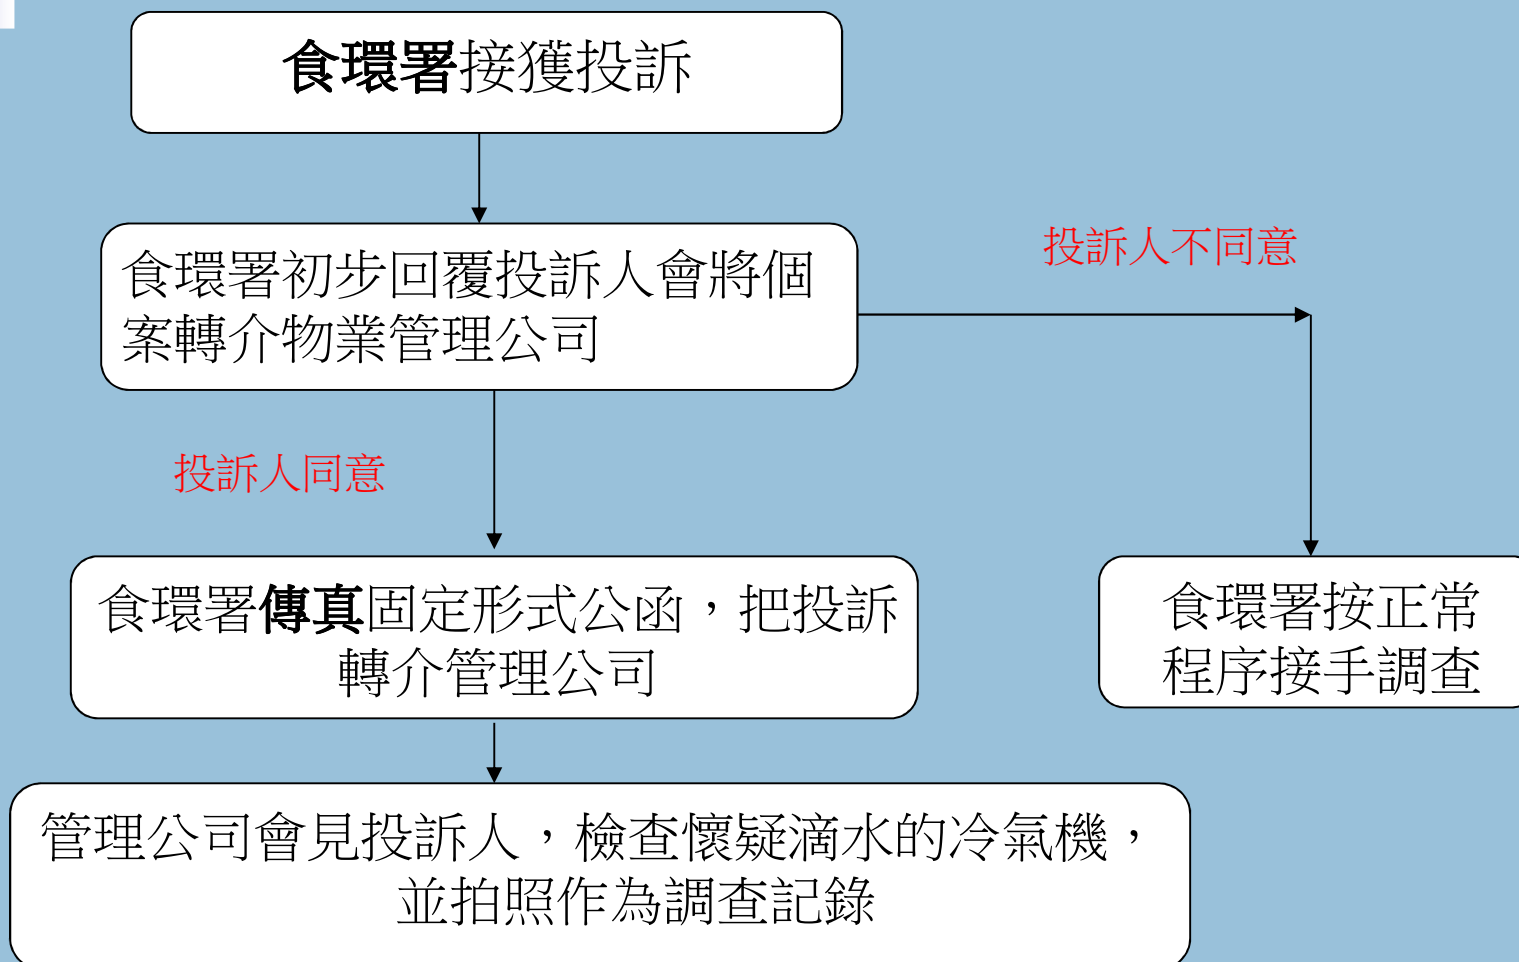 食環署接獲投訴
食環署初步回覆投訴人會將個
案轉介物業管理公司
投訴人不同意
投訴人同意
食環署傳真固定形式公函，把投訴
轉介管理公司
食環署按正常
程序接手調查
管理公司會見投訴人，檢查懷疑滴水的冷氣機，
並拍照作為調查記錄